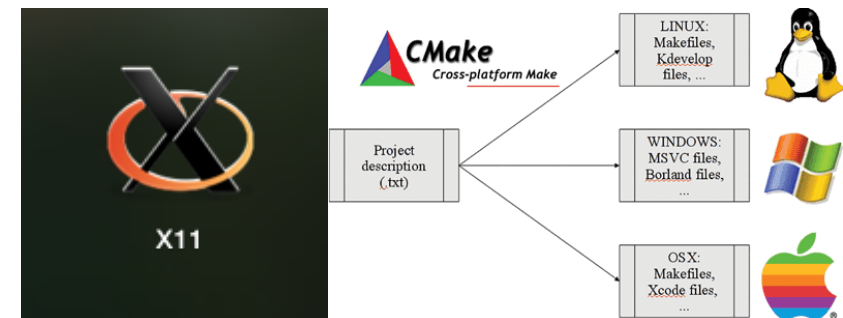 X11
CMake
Cross-platform Make
Project
description
(.txt)
LINUX:
Makefiles,
Kdevelop
files, ...
WINDOWS:
MSVC files,
Borland files,
...
OSX:
Makefiles,
Xcode files,
...
®